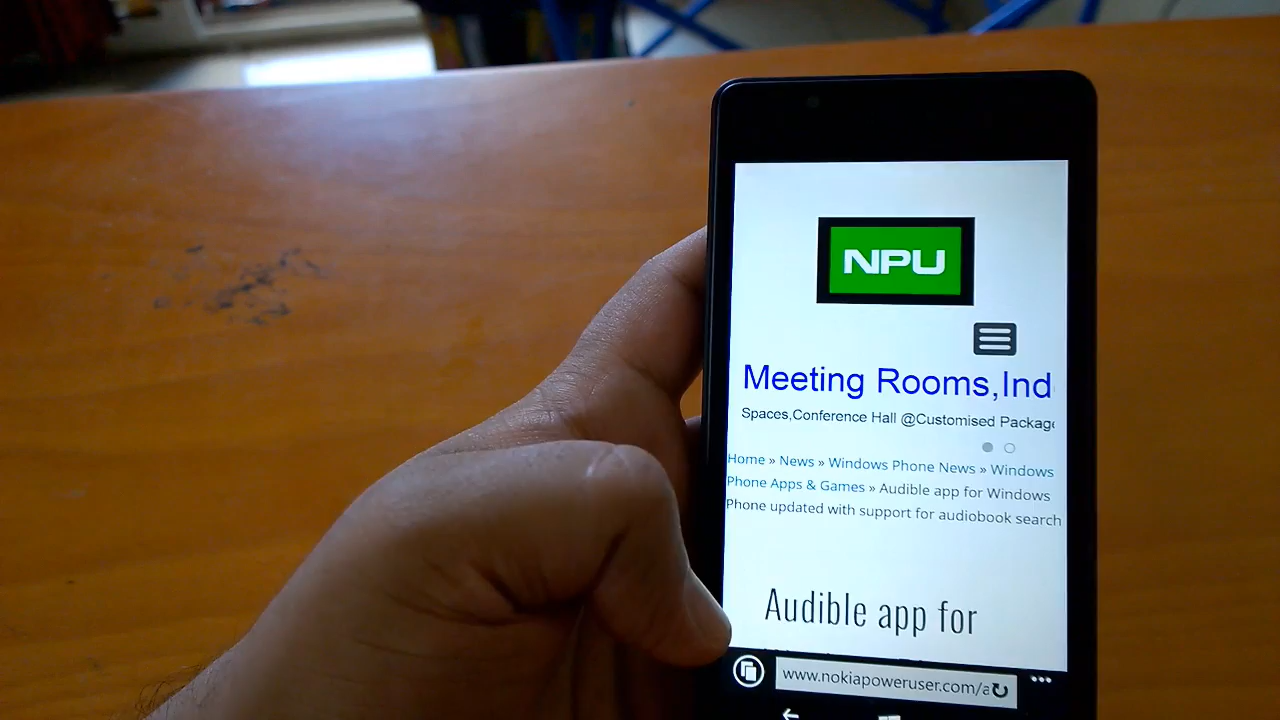 NPU
Meeting Rooms,Ind
Spaces,Conference Hall @Customised Package
Home » News » Windows Phone News » Windows
Phone Apps & Games » Audible app for Windows
Phone updated with support for audiobook search
Audible app for
www.nokiapoweruser.com/a